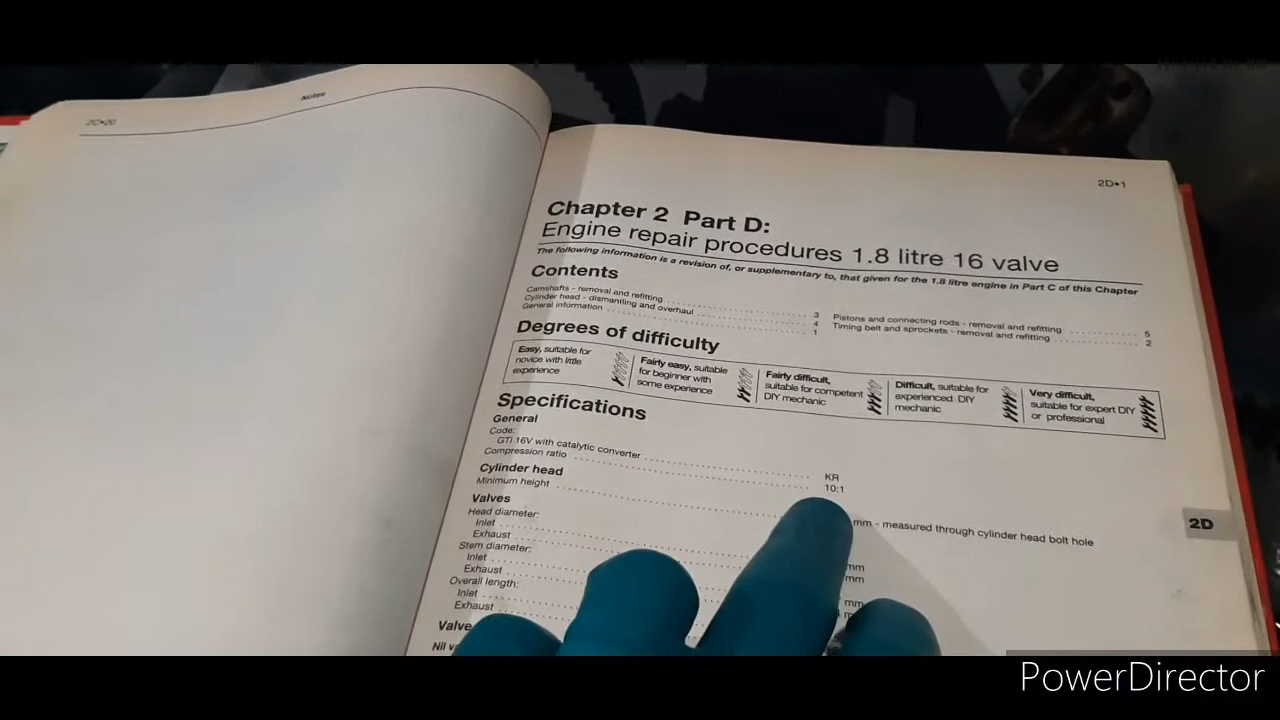 2C•20
Notes
2D•1
Chapter 2 Part D:
Engine repair procedures 1.8 litre 16 valve
The following information is a revision of, or supplementary to, that given for the 1.8 litre engine in Part C of this Chapter
Contents
Camshafts - removal and refitting 3
Cylinder head - dismantling and overhaul 4
General information 1
Pistons and connecting rods - removal and refitting 5
Timing belt and sprockets - removal and refitting 2
Degrees of difficulty
Easy, suitable for
novice with little
experience
Fairly easy, suitable
for beginner with
some experience
Fairly difficult,
suitable for competent
DIY mechanic
Difficult, suitable for
experienced DIY
mechanic
Very difficult,
suitable for expert DIY
or professional
Specifications
General
Code:
GTi 16V with catalytic converter KR
Compression ratio 10:1
Cylinder head
Minimum height mm - measured through cylinder head bolt hole
Valves
Head diameter:
Inlet mm
Exhaust mm
Stem diameter:
Inlet mm
Exhaust m
Overall length:
Inlet
Exhaust
Valve
Nil v
2D
PowerDirector